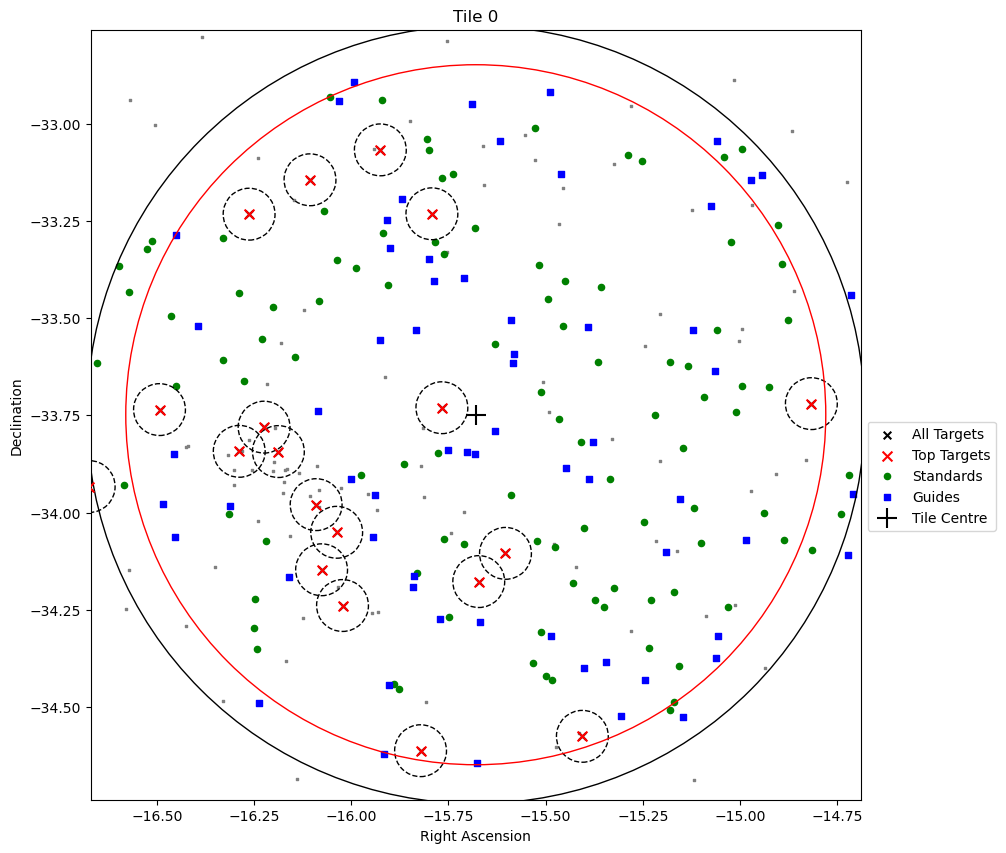 Tile 0
Declination
−33.00
−33.25
−33.50
−33.75
−34.00
−34.25
−34.50
All Targets
Top Targets
Standards
Guides
Tile Centre
−16.50 −16.25 −16.00 −15.75 −15.50 −15.25 −15.00 −14.75
Right Ascension